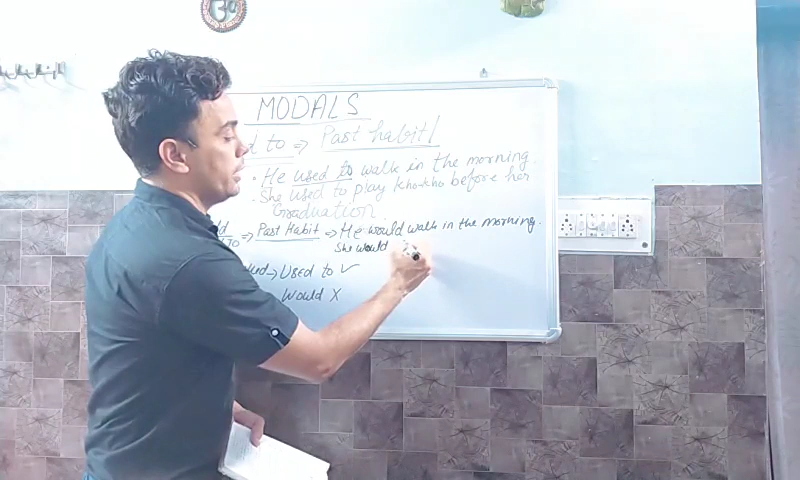 MODALS
to => Past habit/
He used to walk in the morning.
She used to play kho-kho before her
Graduation
=> Past Habit => He would walk in the morning.
She would
-> Used to ✓
Would X